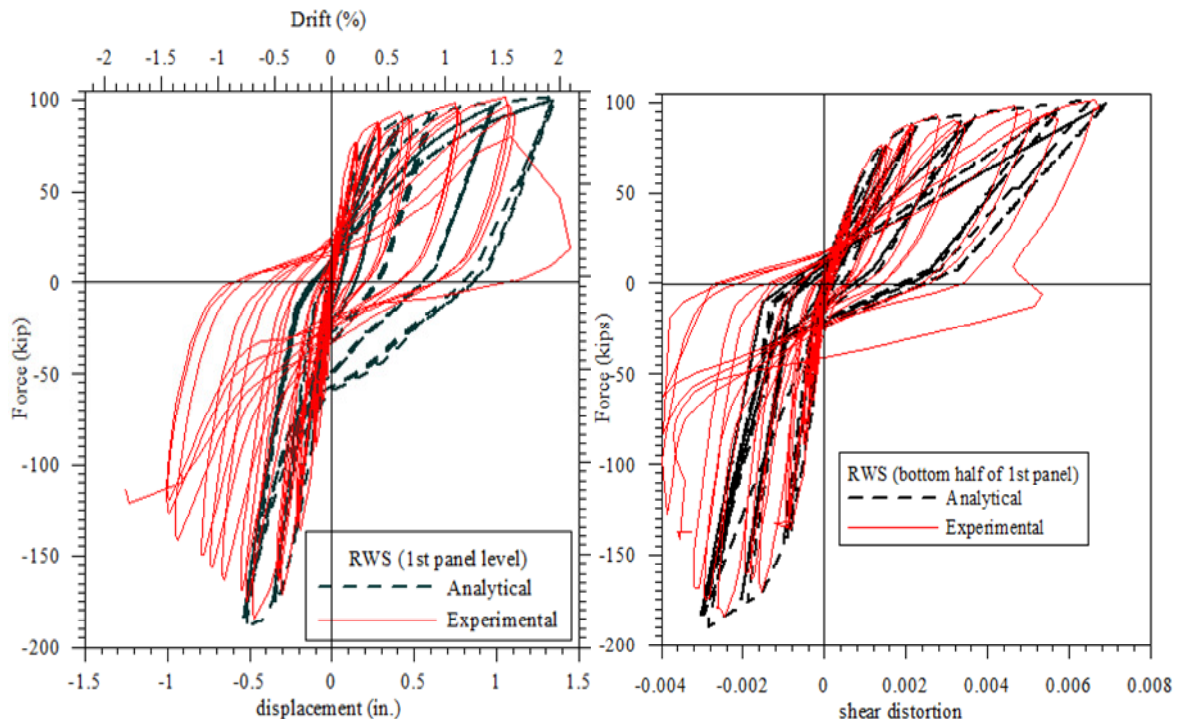 Drift (%)
-2 -1.5 -1 -0.5 0 0.5 1 1.5 2
100
50
0
-50
-100
-150
-200
Force (kip)
RWS (1st panel level)
Analytical
Experimental
-1.5 -1 -0.5 0 0.5 1 1.5
displacement (in.)
100
50
0
-50
-100
-150
-200
Force (kips)
RWS (bottom half of 1st panel)
Analytical
Experimental
-0.004 -0.002 0 0.002 0.004 0.006 0.008
shear distortion